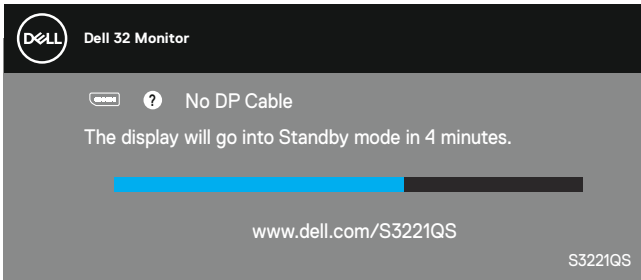 DELL
Dell 32 Monitor
? No DP Cable
The display will go into Standby mode in 4 minutes.
www.dell.com/S3221QS
S3221QS